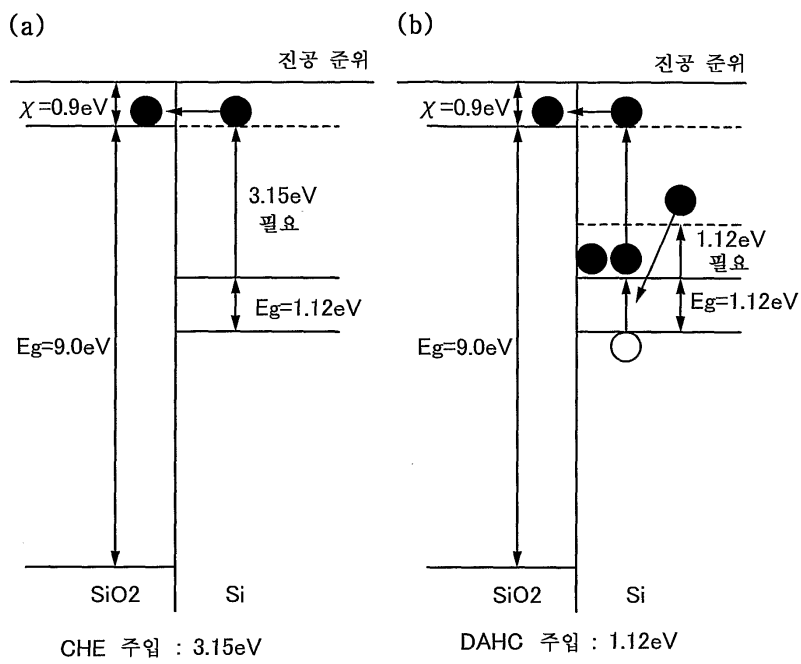 (a)
진공 준위
χ=0.9eV
3.15eV
필요
Eg=1.12eV
Eg=9.0eV
SiO2
Si
CHE 주입 : 3.15eV
(b)
진공 준위
χ=0.9eV
1.12eV
필요
Eg=1.12eV
Eg=9.0eV
SiO2
Si
DAHC 주입 : 1.12eV